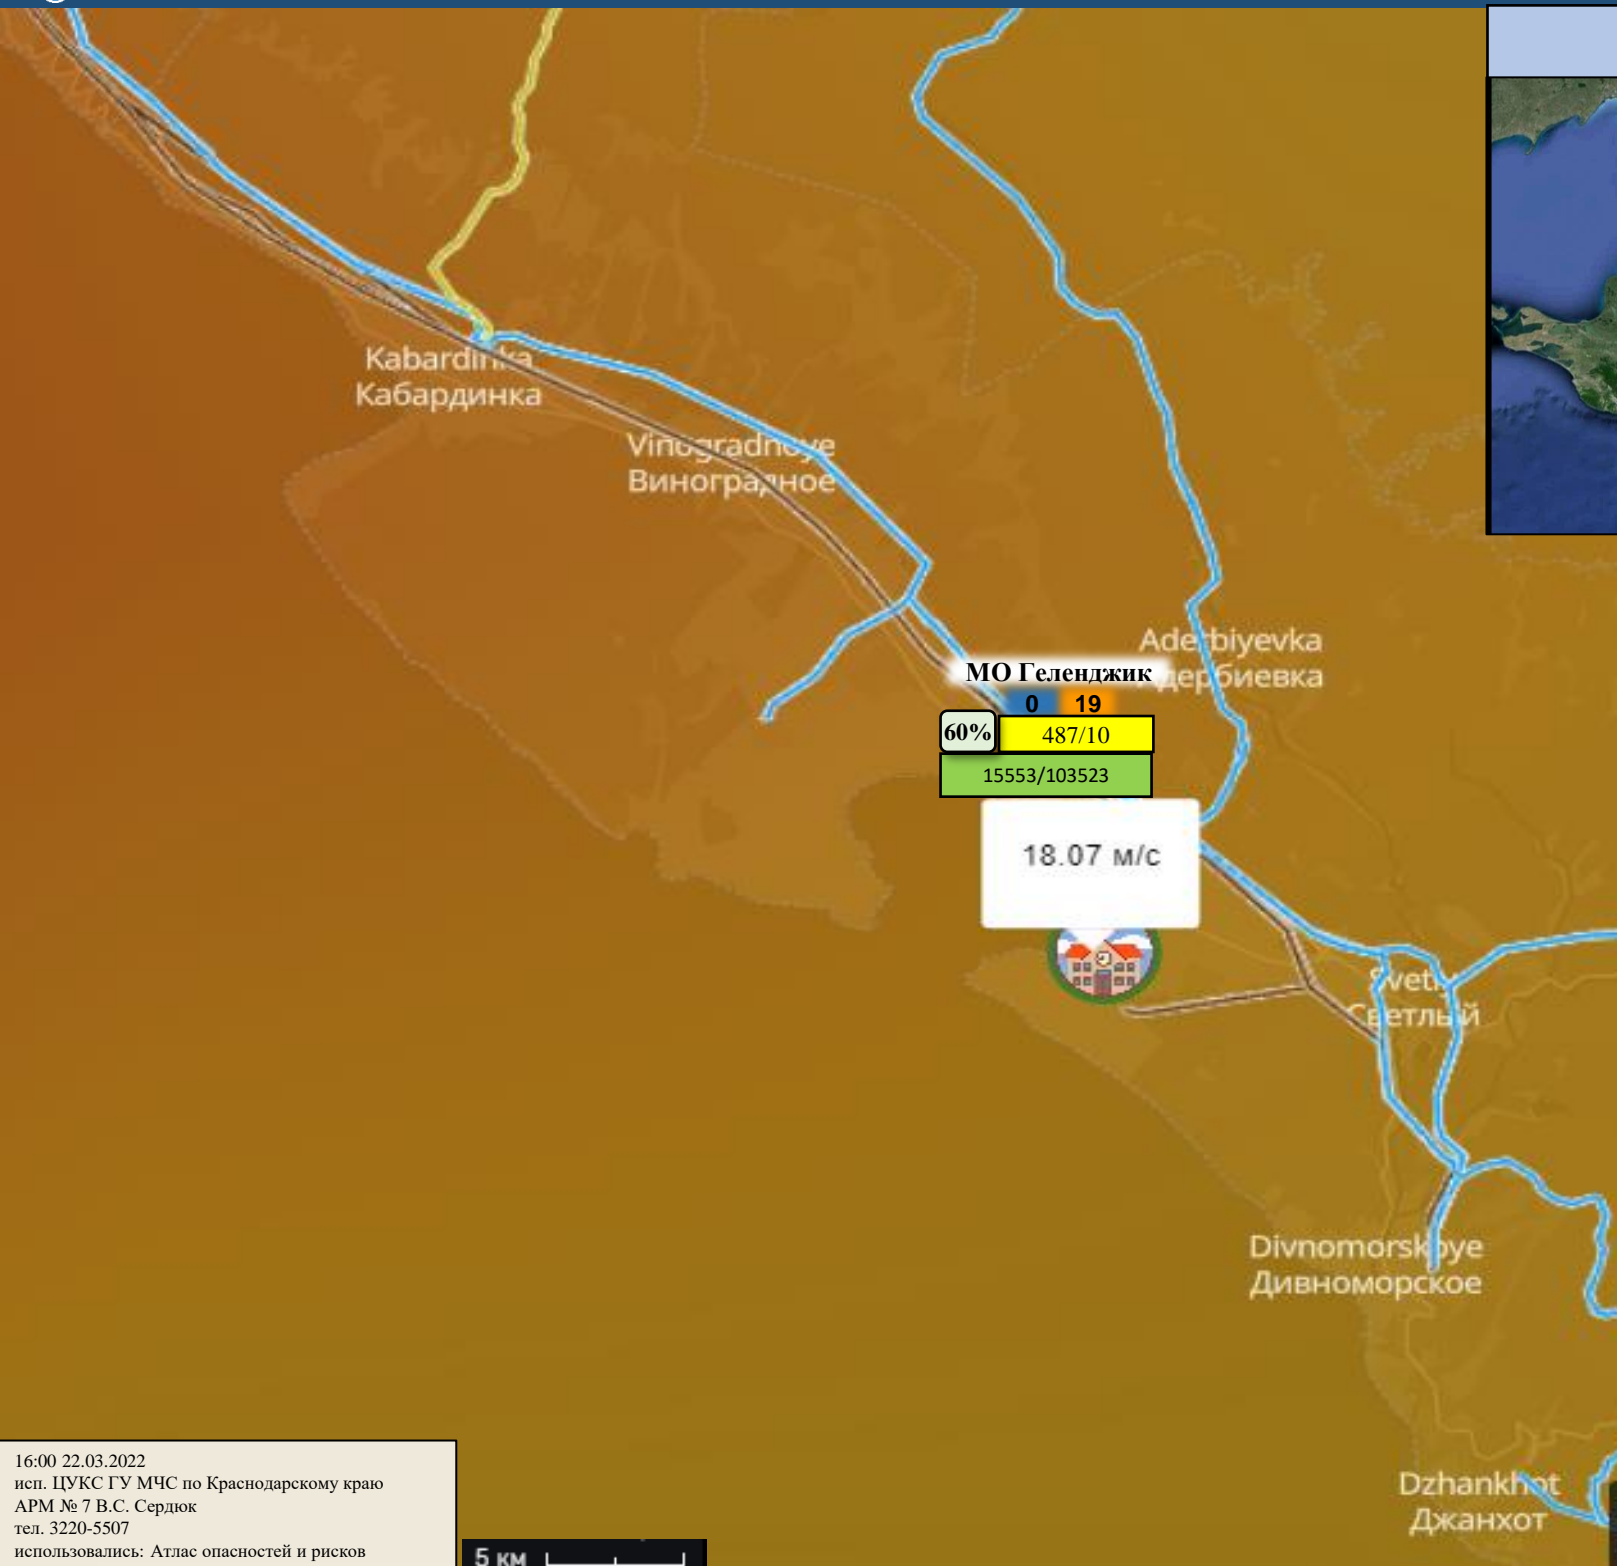 Kabardinka
Кабардинка
Vinogradnoye
Виноградное
Aderbiyevka
Адербиевка
МО Геленджик
0 19
60% 487/10
15553/103523
18.07 м/с
Svetly
Светлый
Divnomorskoye
Дивноморское
Dzhankhot
Джанхот
16:00 22.03.2022
исп. ЦУКС ГУ МЧС по Краснодарскому краю
АРМ № 7 В.С. Сердюк
тел. 3220-5507
использовались: Атлас опасностей и рисков
5 км